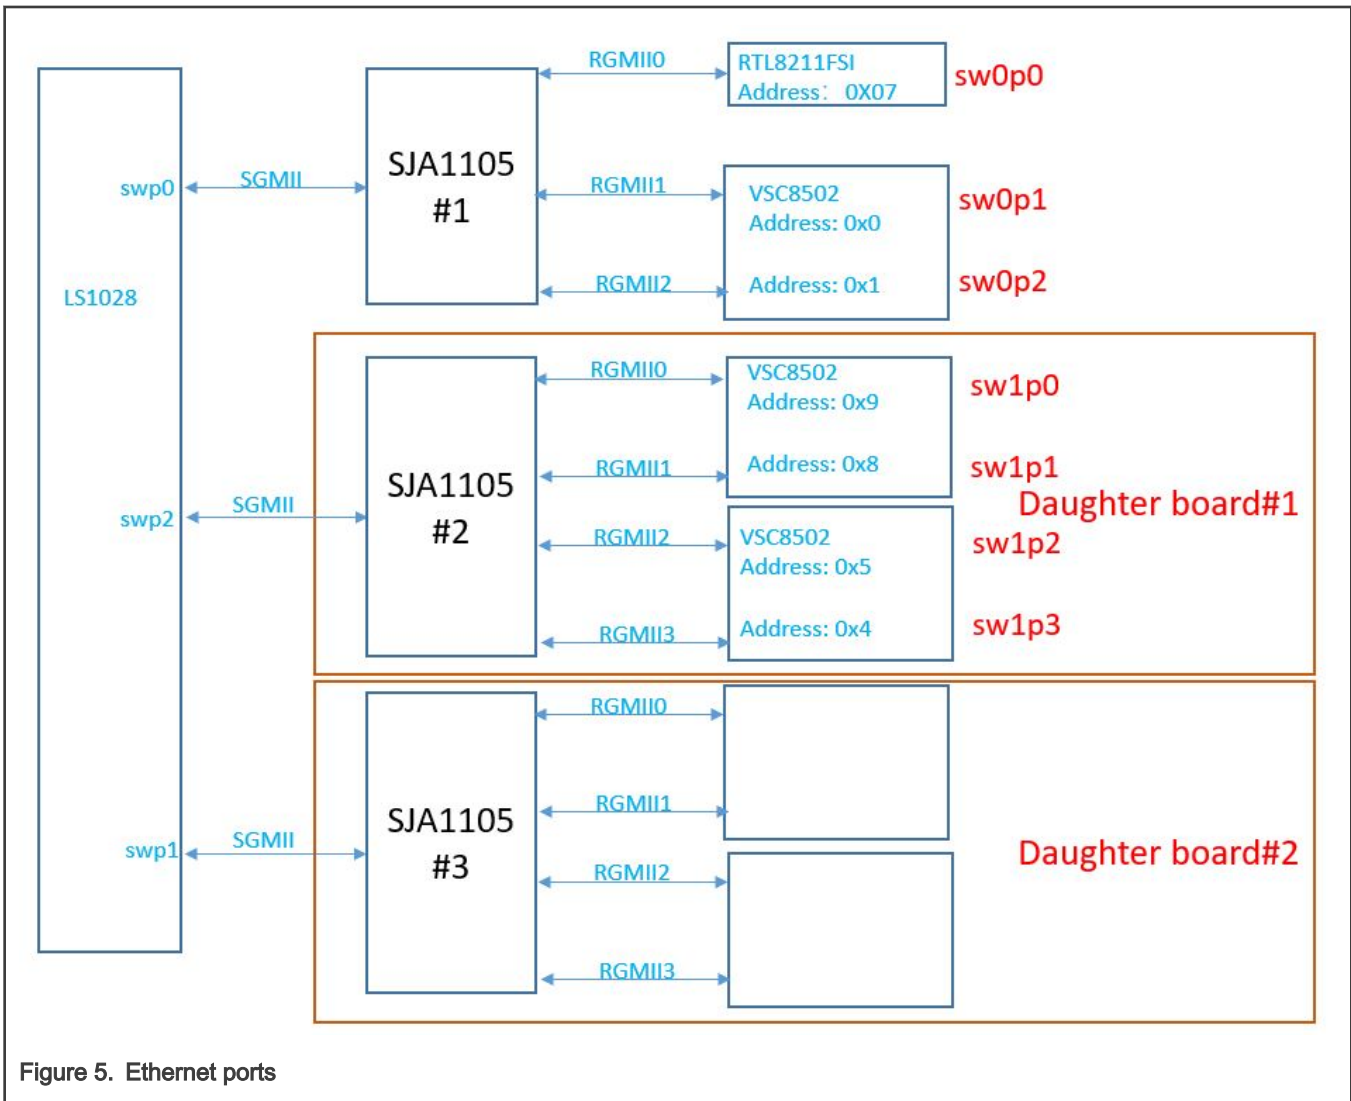 RGMII0
RTL8211FSI
Address： 0X07
sw0p0
SJA1105
#1
swp0
SGMII
RGMII1
VSC8502
Address: 0x0
sw0p1
LS1028
RGMII2
Address: 0x1
sw0p2
RGMII0
VSC8502
Address: 0x9
sw1p0
SJA1105
#2
RGMII1
Address: 0x8
sw1p1
Daughter board#1
swp2
SGMII
RGMII2
VSC8502
Address: 0x5
sw1p2
RGMII3
Address: 0x4
sw1p3
RGMII0
SJA1105
#3
RGMII1
swp1
SGMII
RGMII2
Daughter board#2
RGMII3
Figure 5. Ethernet ports